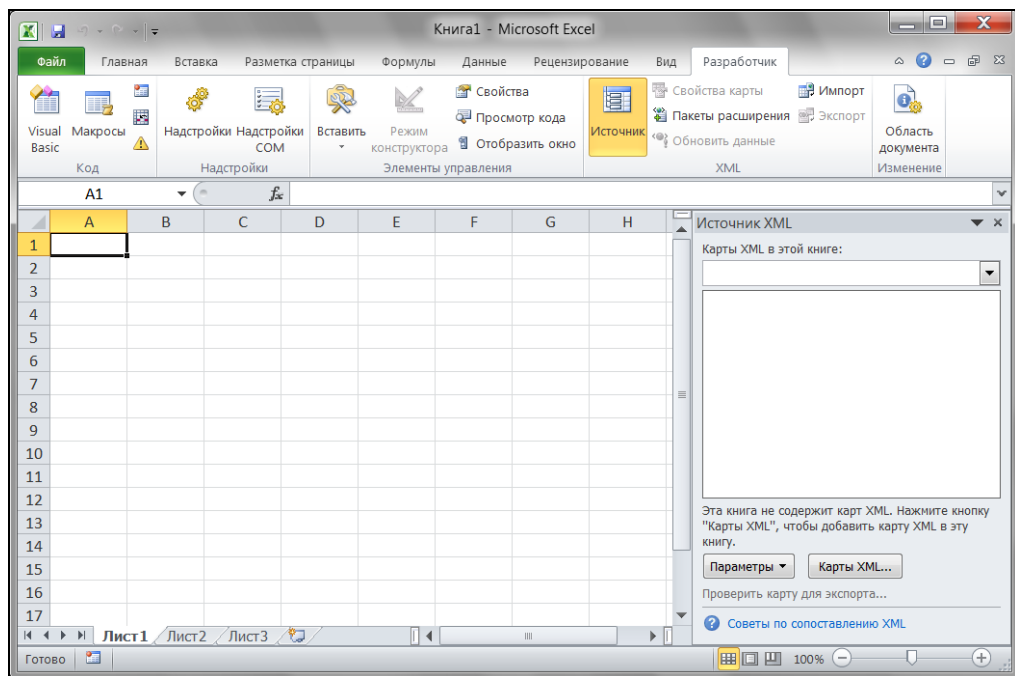 Книга1 - Microsoft Excel
Файл Главная Вставка Разметка страницы Формулы Данные Рецензирование Вид Разработчик
Visual Basic
Макросы
Код
Надстройки
Надстройки COM
Надстройки
Вставить
Режим конструктора
Свойства
Просмотр кода
Отобразить окно
Элементы управления
Источник
Свойства карты
Пакеты расширения
Обновить данные
Импорт
Экспорт
XML
Область документа
Изменение
A1 fx
A B C D E F G H
1
2
3
4
5
6
7
8
9
10
11
12
13
14
15
16
17
Источник XML
Карты XML в этой книге:
Эта книга не содержит карт XML. Нажмите кнопку
"Карты XML", чтобы добавить карту XML в эту
книгу.
Параметры Карты XML...
Проверить карту для экспорта...
Советы по сопоставлению XML
Лист1 Лист2 Лист3
Готово 100%